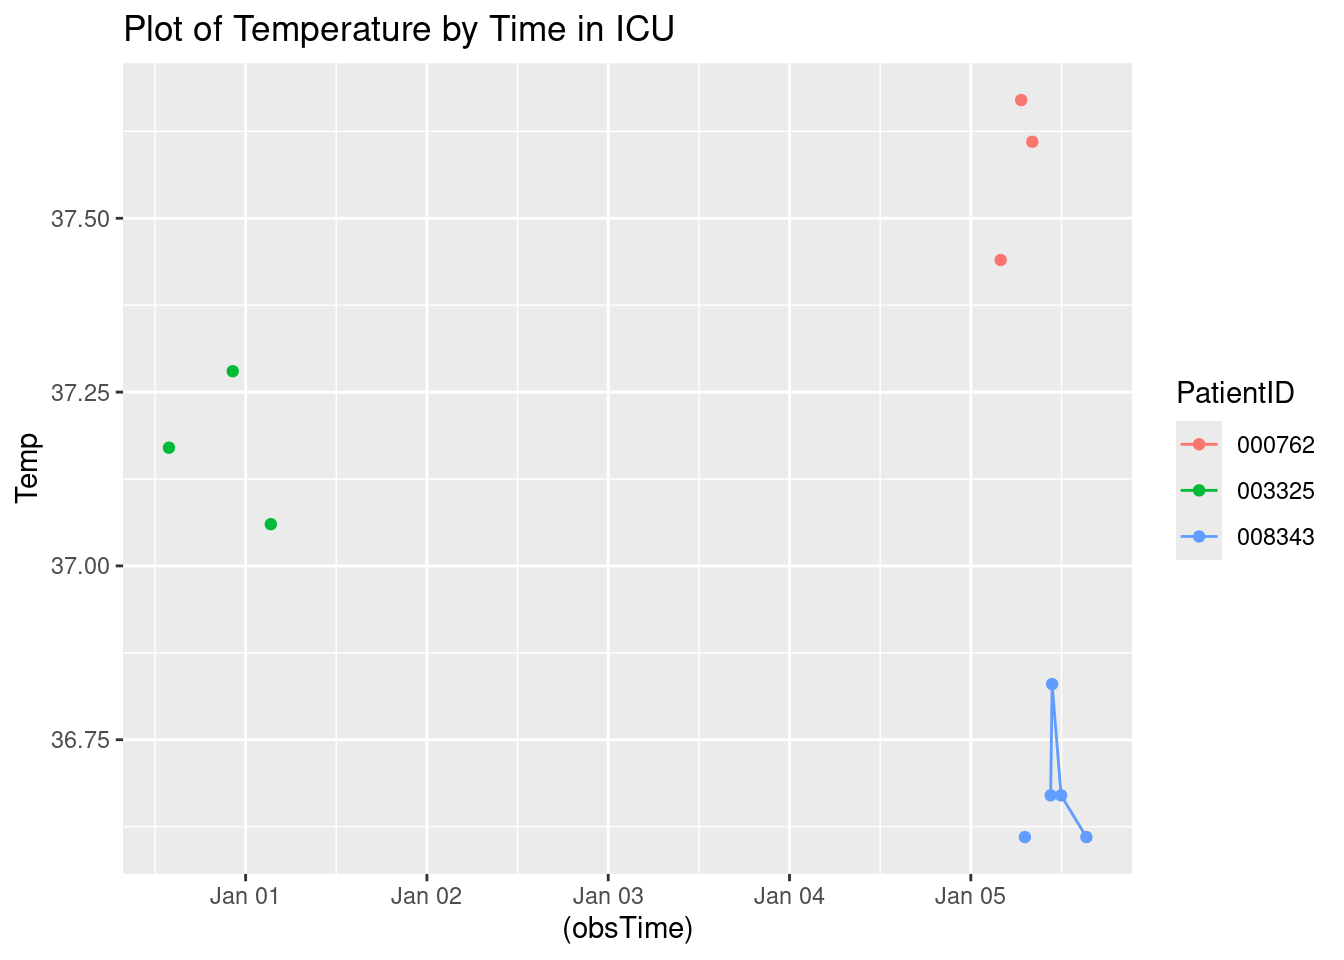 Plot of Temperature by Time in ICU
37.50
37.25
37.00
36.75
Temp
Jan 01 Jan 02 Jan 03 Jan 04 Jan 05
(obsTime)
PatientID
000762
003325
008343